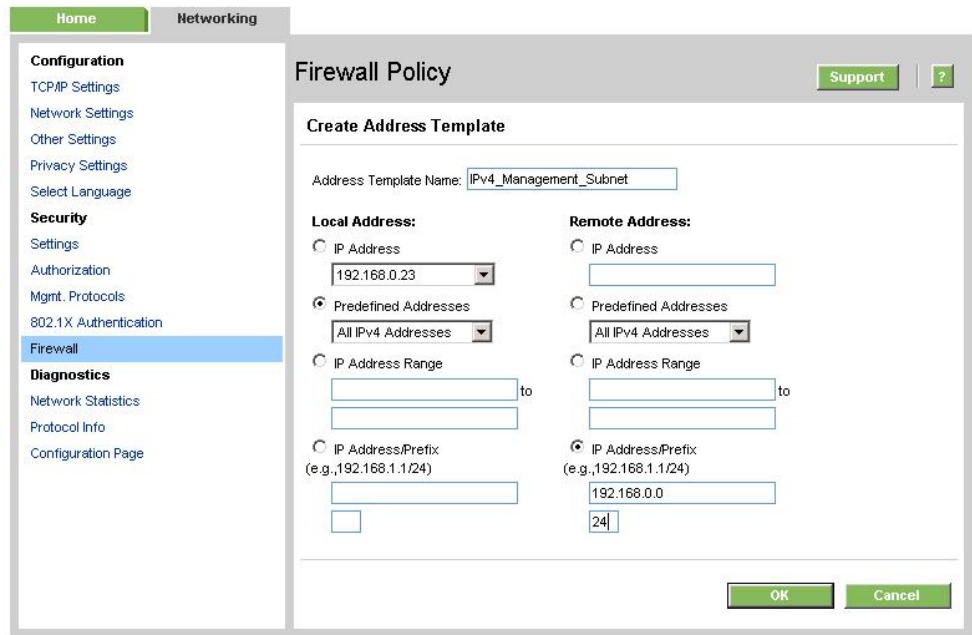 Home
Networking
Configuration
TCP/IP Settings
Network Settings
Other Settings
Privacy Settings
Select Language
Security
Settings
Authorization
Mgmt. Protocols
802.1X Authentication
Firewall
Diagnostics
Network Statistics
Protocol Info
Configuration Page
Firewall Policy
Support
?
Create Address Template
Address Template Name: IPv4_Management_Subnet
Local Address:
IP Address
192.168.0.23
Predefined Addresses
All IPv4 Addresses
IP Address Range
to
IP Address/Prefix
(e.g.,192.168.1.1/24)
Remote Address:
IP Address
Predefined Addresses
All IPv4 Addresses
IP Address Range
to
IP Address/Prefix
(e.g.,192.168.1.1/24)
192.168.0.0
24
OK
Cancel